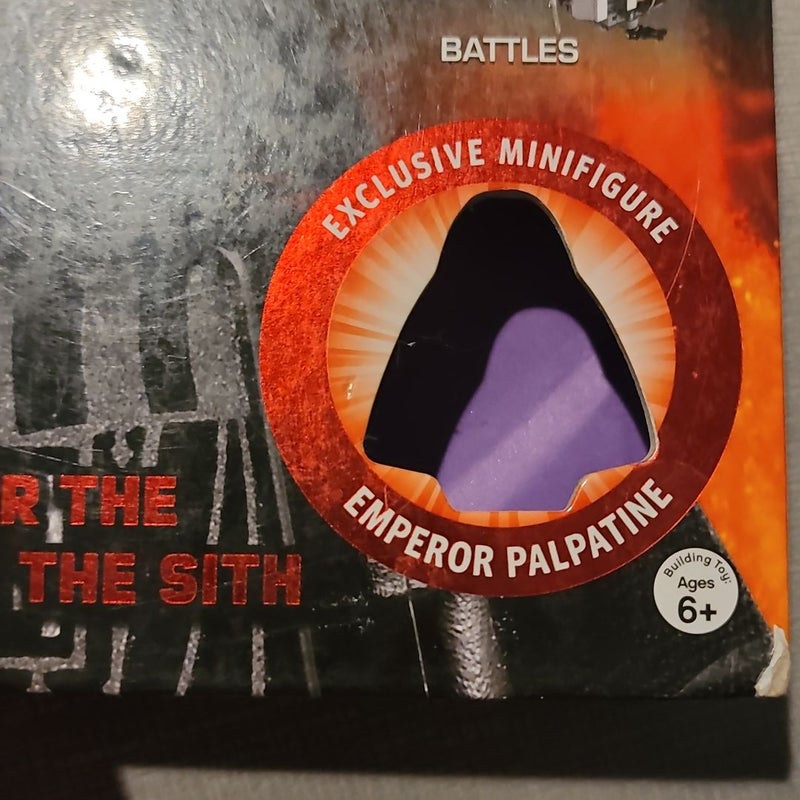 BATTLES
EXCLUSIVE MINIFIGURE
EMPEROR PALPATINE
R THE
THE SITH
Building Toy:
Ages
6+